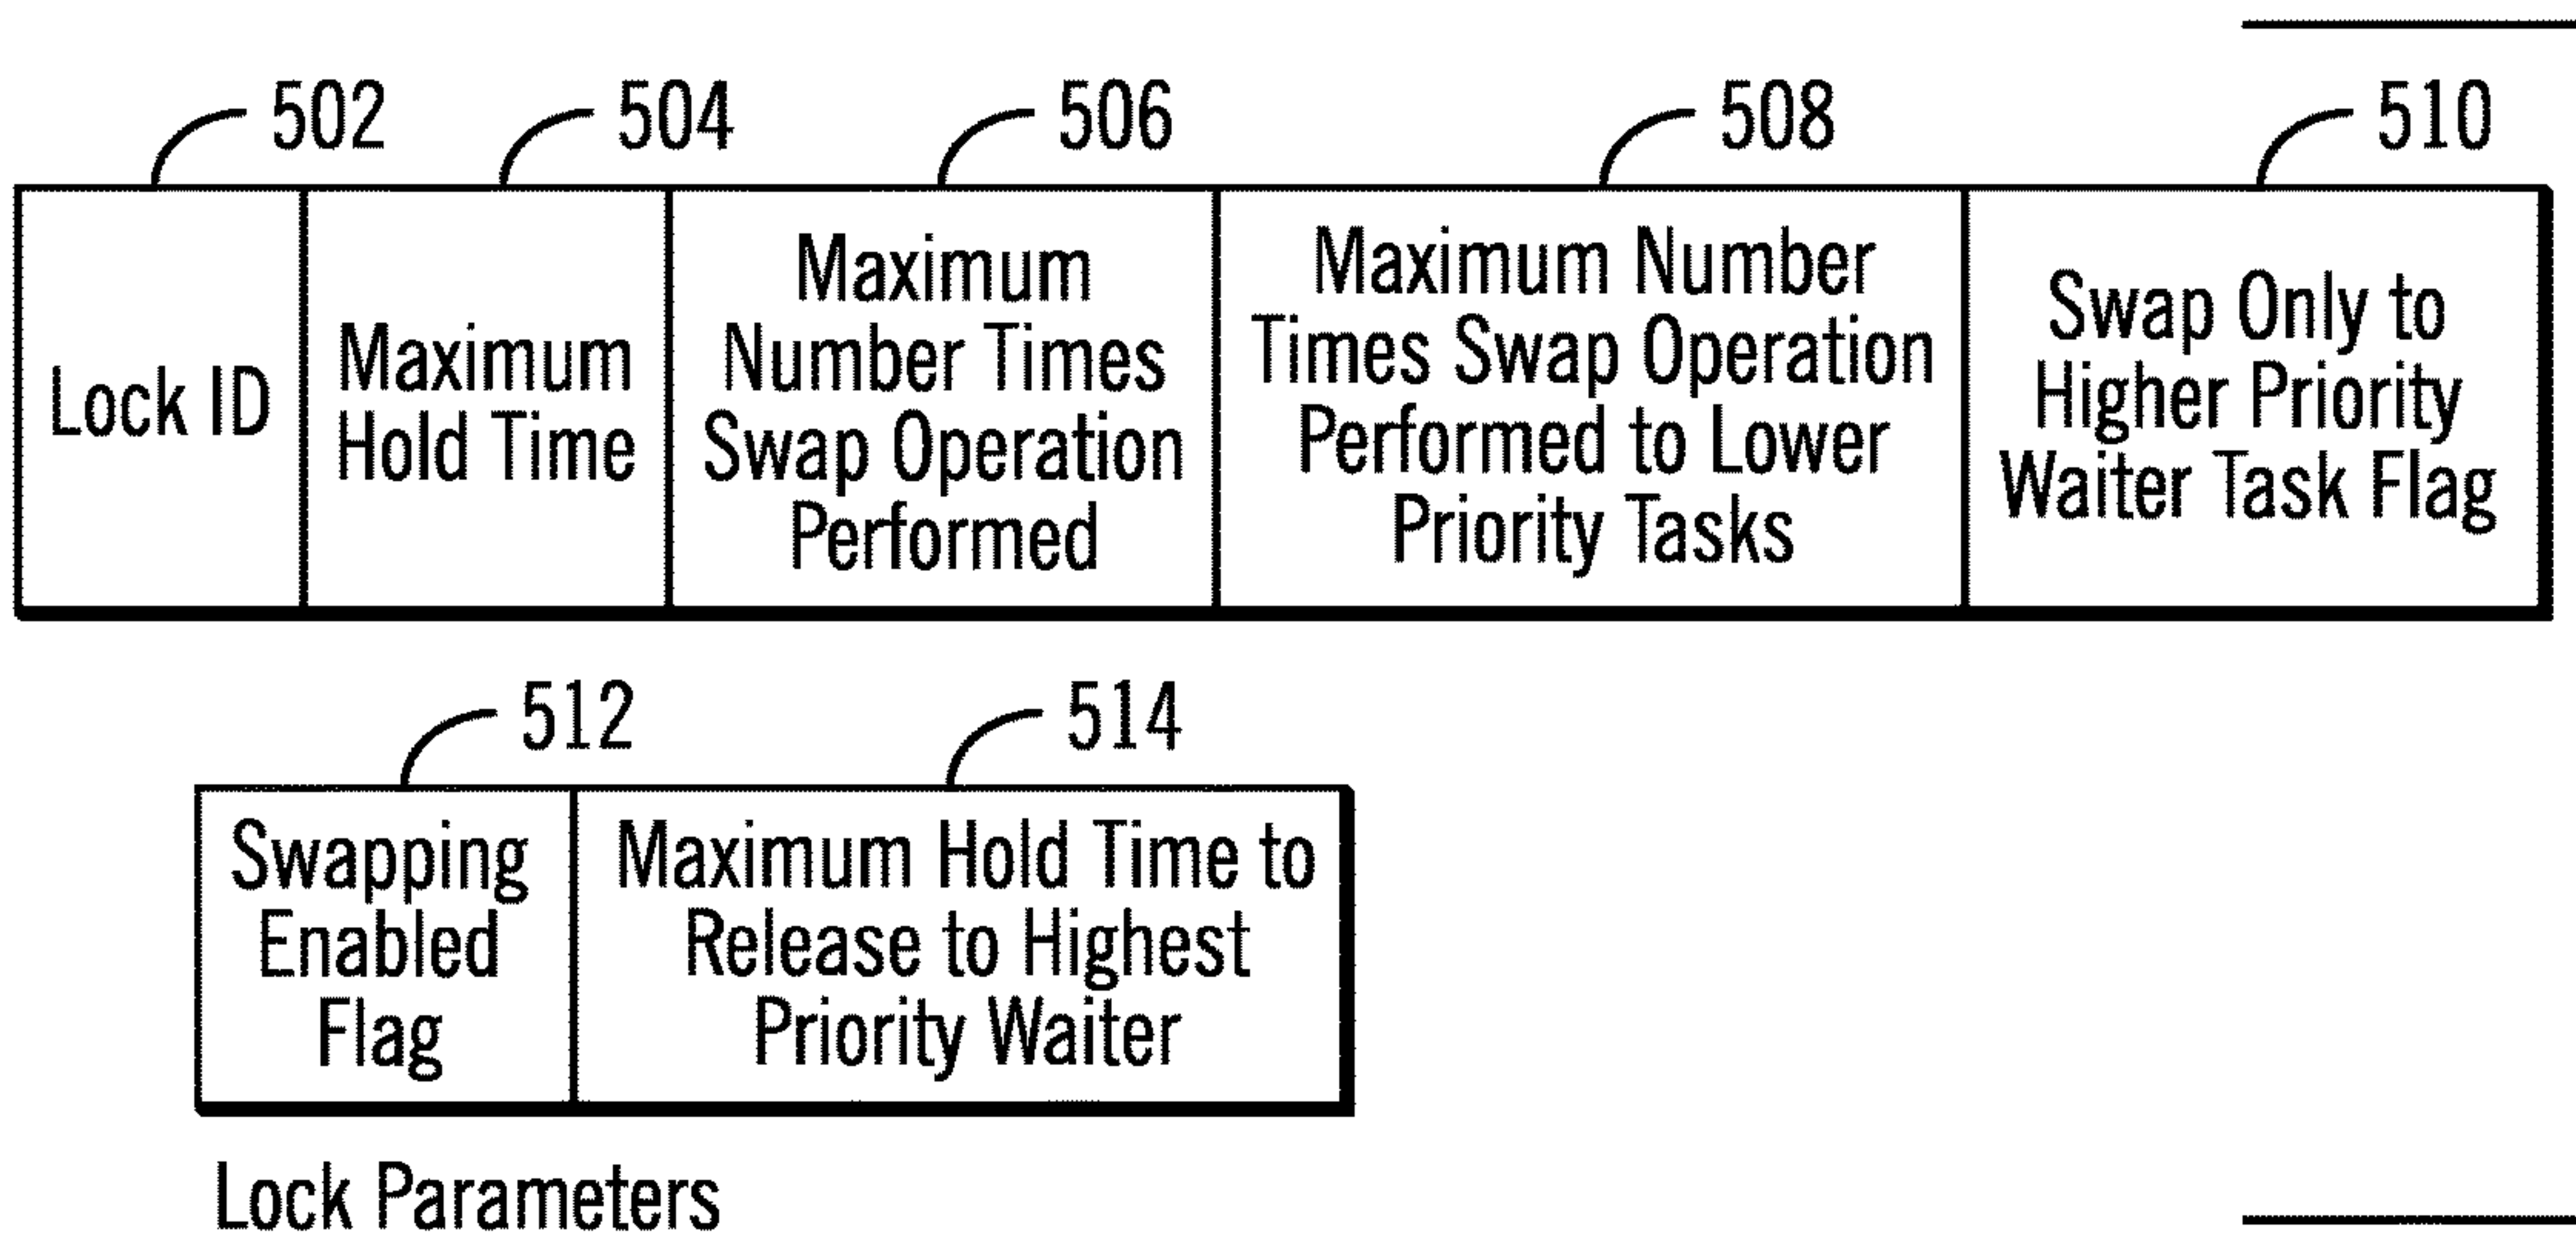 502 504 506 508 510
Lock ID
Maximum
Hold Time
Maximum
Number Times
Swap Operation
Performed
Maximum Number
Times Swap Operation
Performed to Lower
Priority Tasks
Swap Only to
Higher Priority
Waiter Task Flag
512 514
Swapping
Enabled
Flag
Maximum Hold Time to
Release to Highest
Priority Waiter
Lock Parameters